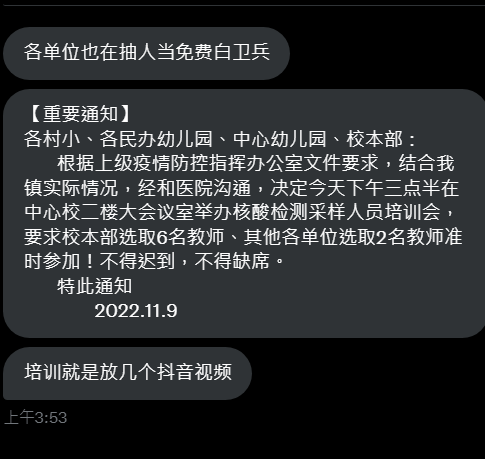 各单位也在抽人当免费白卫兵
【重要通知】
各村小、各民办幼儿园、中心幼儿园、校本部：
根据上级疫情防控指挥办公室文件要求，结合我
镇实际情况，经和医院沟通，决定今天下午三点半在
中心校二楼大会议室举办核酸检测采样人员培训会，
要求校本部选取6名教师、其他各单位选取2名教师准
时参加！不得迟到，不得缺席。
特此通知
2022.11.9
培训就是放几个抖音视频
上午3:53